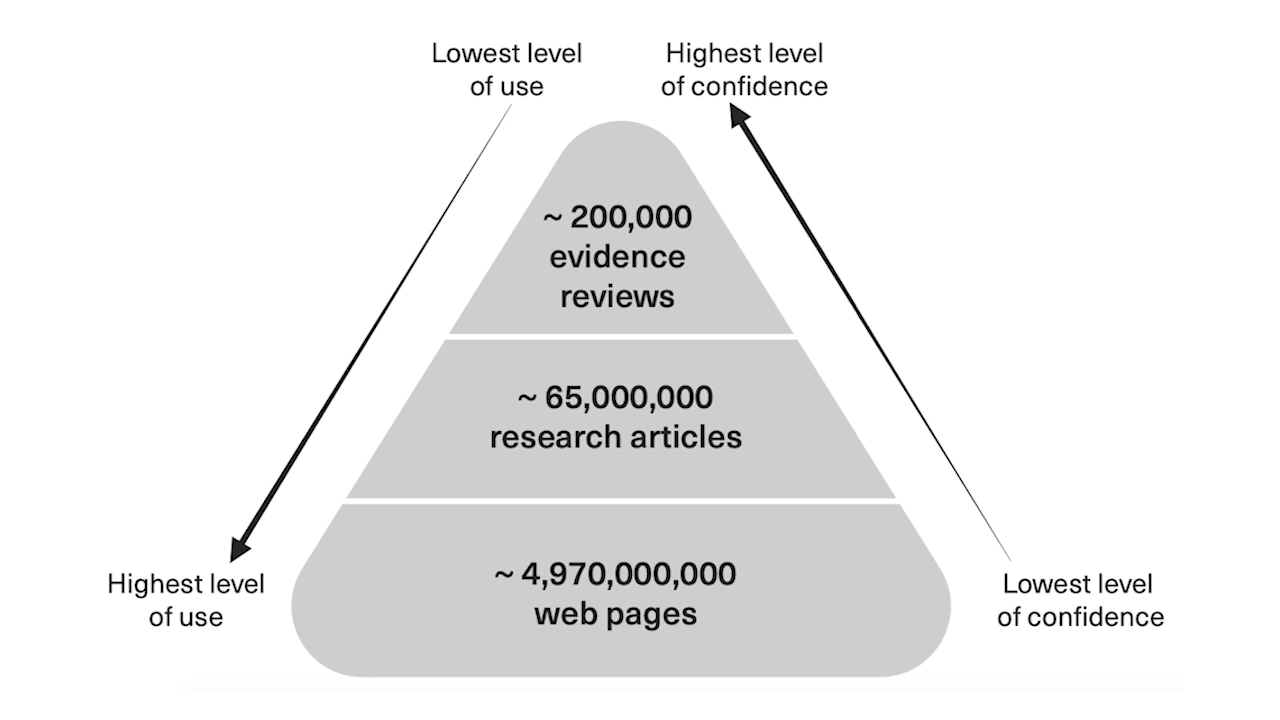 Lowest level
of use
Highest level
of confidence
~ 200,000
evidence
reviews
~ 65,000,000
research articles
~ 4,970,000,000
web pages
Highest level
of use
Lowest level
of confidence